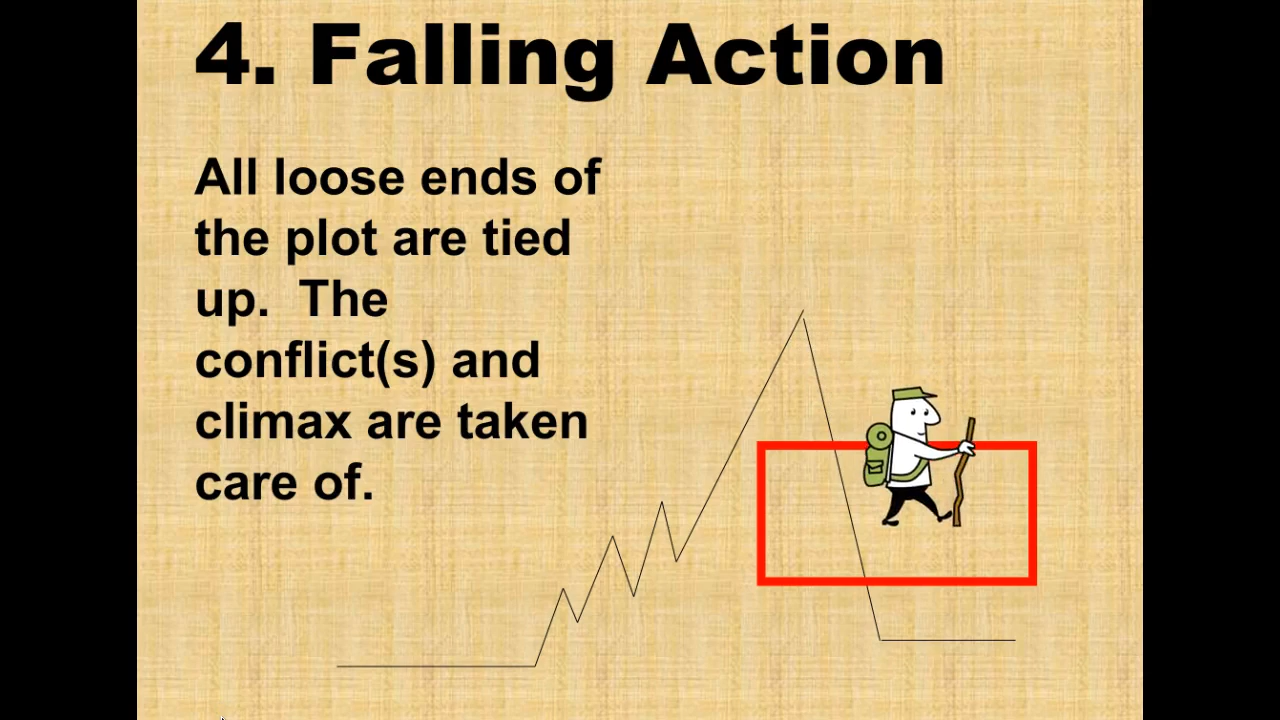 4. Falling Action
All loose ends of
the plot are tied
up.  The
conflict(s) and
climax are taken
care of.